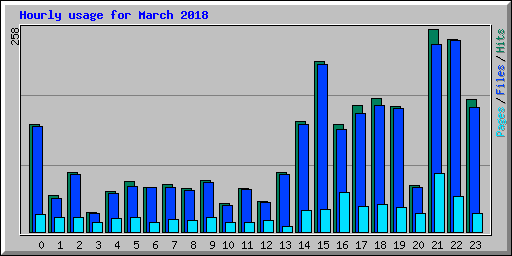 Hourly usage for March 2018
258
Pages/Files/Hits
0 1 2 3 4 5 6 7 8 9 10 11 12 13 14 15 16 17 18 19 20 21 22 23